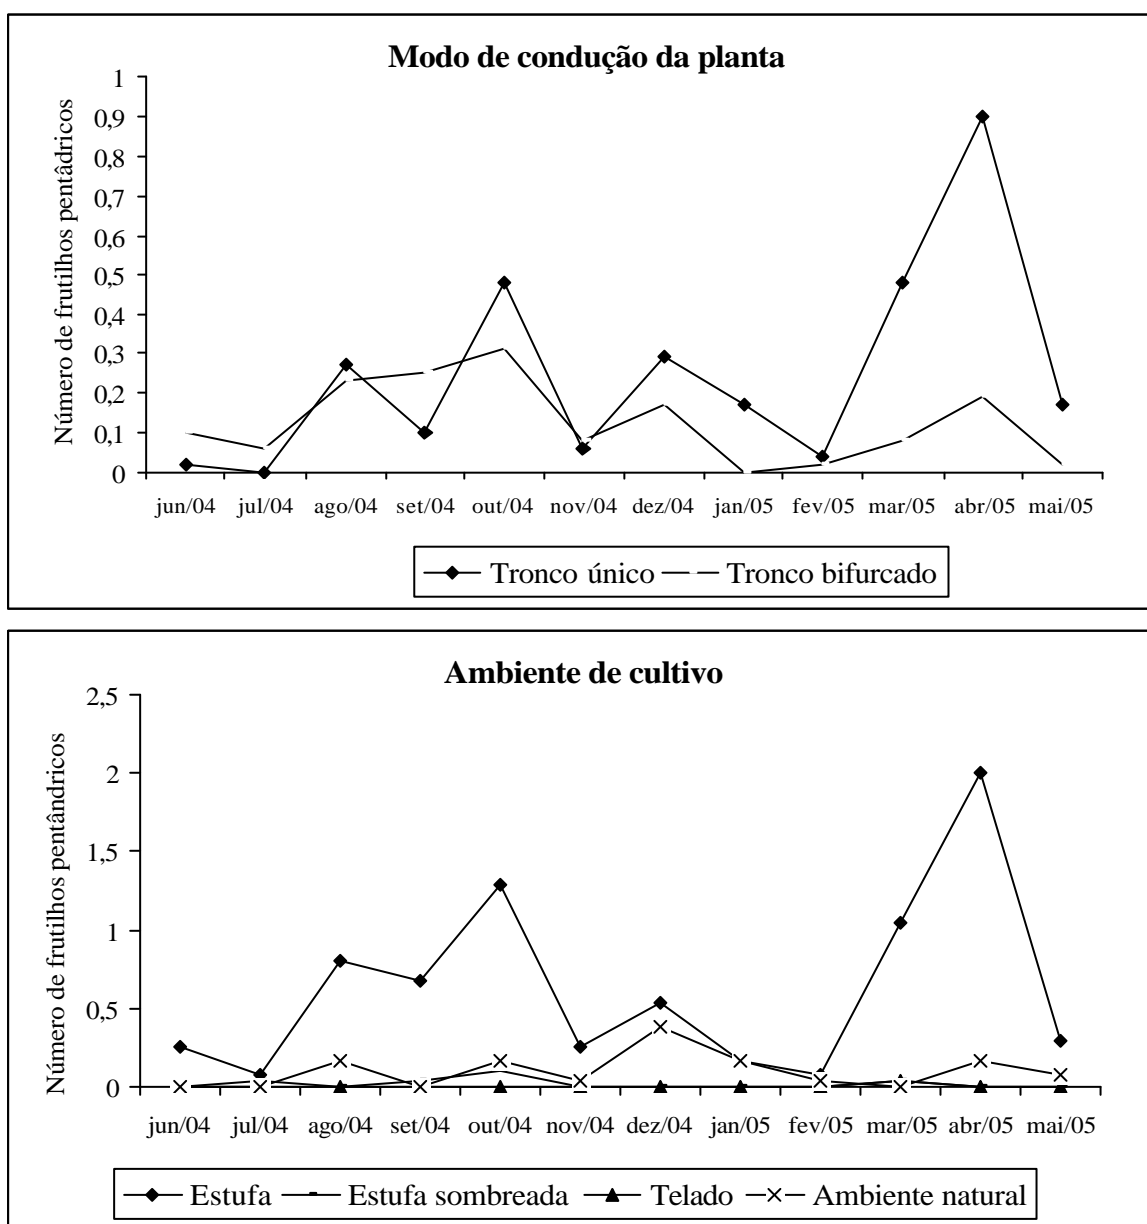 Modo de condução da planta
Número de frutilhos pentâdricos
1
0,9
0,8
0,7
0,6
0,5
0,4
0,3
0,2
0,1
0
jun/04 jul/04 ago/04 set/04 out/04 nov/04 dez/04 jan/05 fev/05 mar/05 abr/05 mai/05
Tronco único Tronco bifurcado
Ambiente de cultivo
Número de frutilhos pentândricos
2,5
2
1,5
1
0,5
0
jun/04 jul/04 ago/04 set/04 out/04 nov/04 dez/04 jan/05 fev/05 mar/05 abr/05 mai/05
Estufa Estufa sombreada Telado Ambiente natural